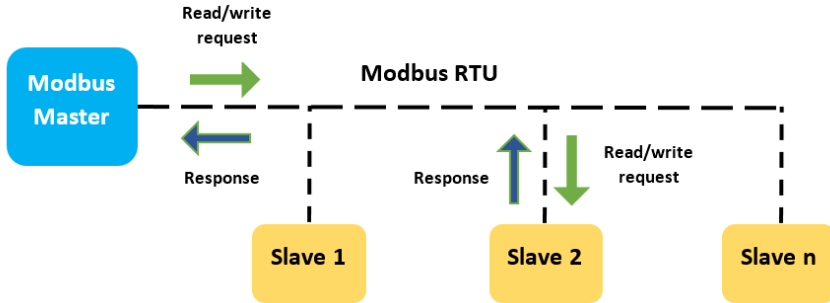 Read/write
request
Modbus
Master
Modbus RTU
Response
Response
Read/write
request
Slave 1
Slave 2
Slave n